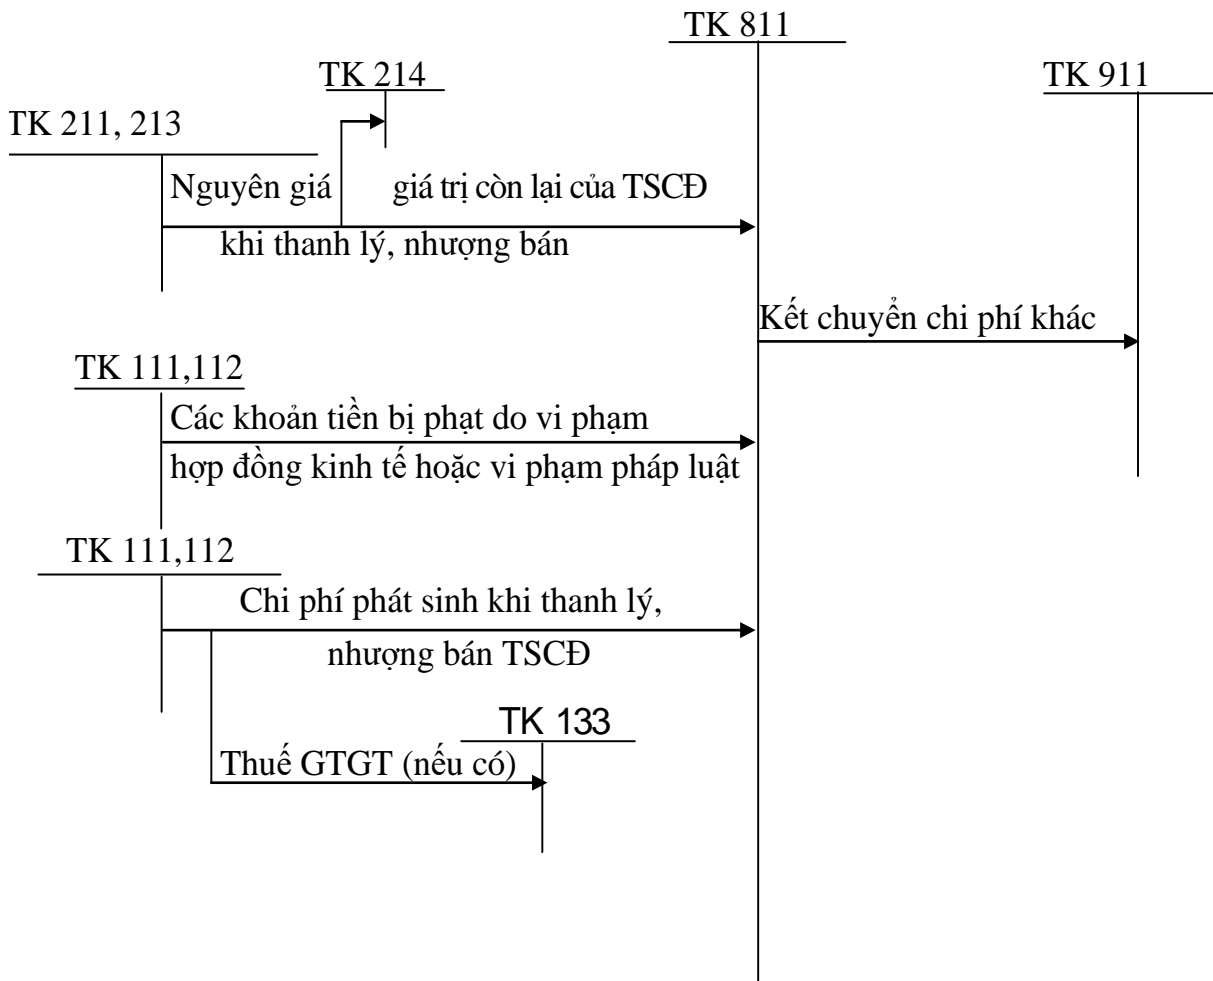 TK 811
TK 214
TK 911
TK 211, 213
Nguyên giá
giá trị còn lại của TSCĐ
khi thanh lý, nhượng bán
Kết chuyển chi phí khác
TK 111,112
Các khoản tiền bị phạt do vi phạm
hợp đồng kinh tế hoặc vi phạm pháp luật
TK 111,112
Chi phí phát sinh khi thanh lý,
nhượng bán TSCĐ
TK 133
Thuế GTGT (nếu có)